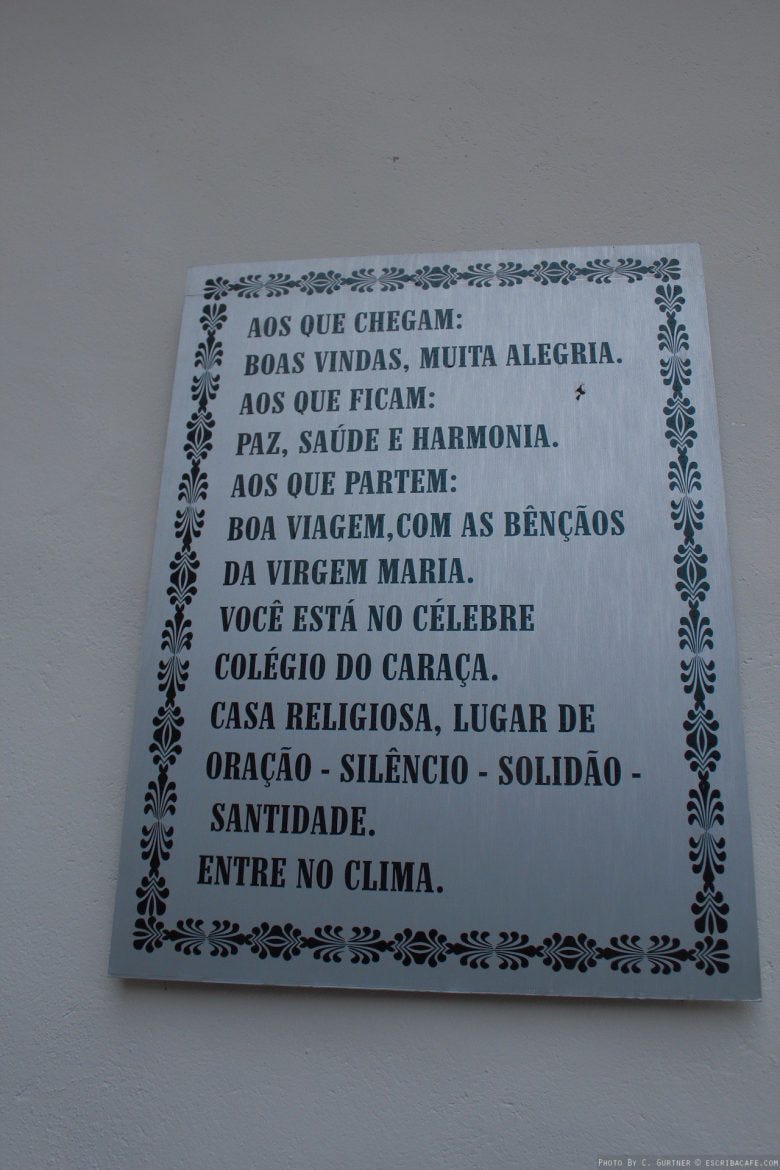 AOS QUE CHEGAM:
BOAS VINDAS, MUITA ALEGRIA.
AOS QUE FICAM:
PAZ, SAÚDE E HARMONIA.
AOS QUE PARTEM:
BOA VIAGEM,COM AS BÊNÇÃOS
DA VIRGEM MARIA.
VOCÊ ESTÁ NO CÉLEBRE
COLÉGIO DO CARAÇA.
CASA RELIGIOSA, LUGAR DE
ORAÇÃO - SILÊNCIO - SOLIDÃO -
SANTIDADE.
ENTRE NO CLIMA.
PHOTO BY C. GURTNER © ESCRIBACAFE.COM